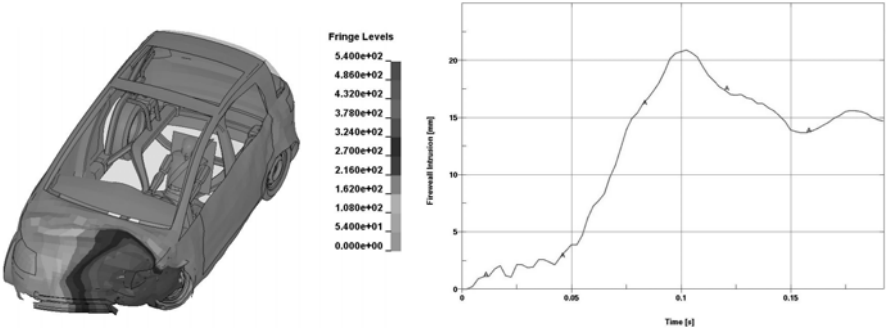 Fringe Levels
5.400e+02
4.860e+02
4.320e+02
3.780e+02
3.240e+02
2.700e+02
2.160e+02
1.620e+02
1.080e+02
5.400e+01
0.000e+00
Fireweall Intrusion [mm]
20
15
10
5
0
A
A
A
A
A
0
0.05
0.1
0.15
Time [s]